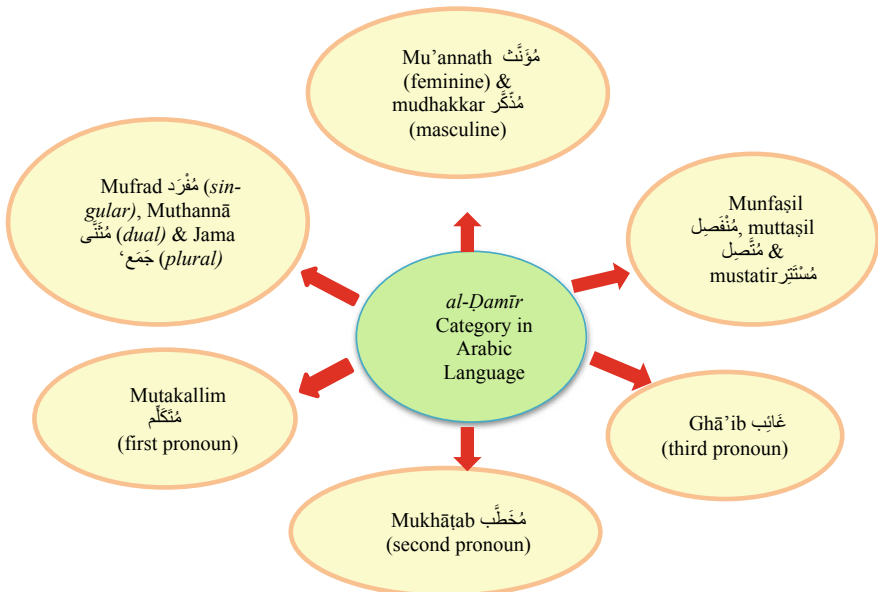 Mu’annath مُؤَنَّث
(feminine) &
mudhakkar مُذَّكَّر
(masculine)
Mufrad مُفْرَد (sin-
gular), Muthannā
مُثَنَّى (dual) & Jama
‘جَمَع (plural)
Munfaṣil
مُنْفَصِل, muttaṣil
مُتَّصِل &
mustatir مُسْتَتِر
al-Ḍamīr
Category in
Arabic
Language
Mutakallim
مُتَكَلِّم
(first pronoun)
Ghā’ib غَائِب
(third pronoun)
Mukhāṭab مُخَطَّب
(second pronoun)